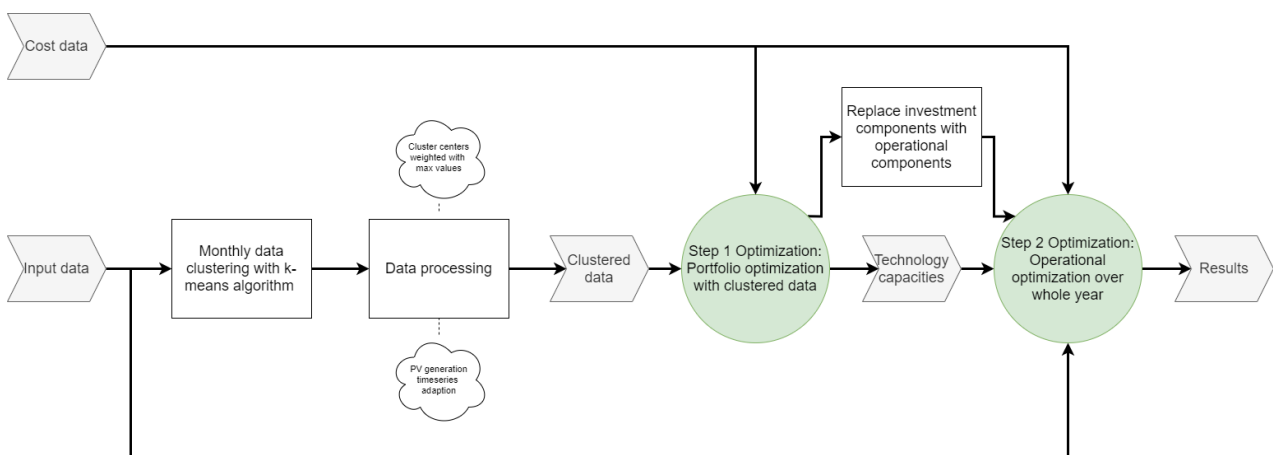 Cost data
Replace investment
components with
operational
components
Cluster centers
weighted with
max values
Input data
Monthly data
clustering with k-
means algorithm
Data processing
Clustered
data
Step 1 Optimization:
Portfolio optimization
with clustered data
Technology
capacities
Step 2 Optimization:
Operational
optimization over
whole year
Results
PV generation
timeseries
adaption